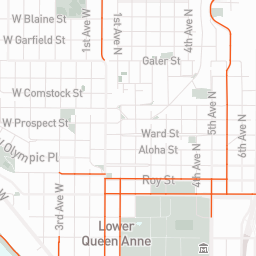 W Blaine St
W Garfield St
1st Ave W
1st Ave N
4th Ave N
Galer St
W Comstock St
W Prospect St
Ward St
Aloha St
5th Ave N
6th Ave N
W Olympic Pl
3rd Ave W
Roy St
4th Ave N
Lower
Queen Anne